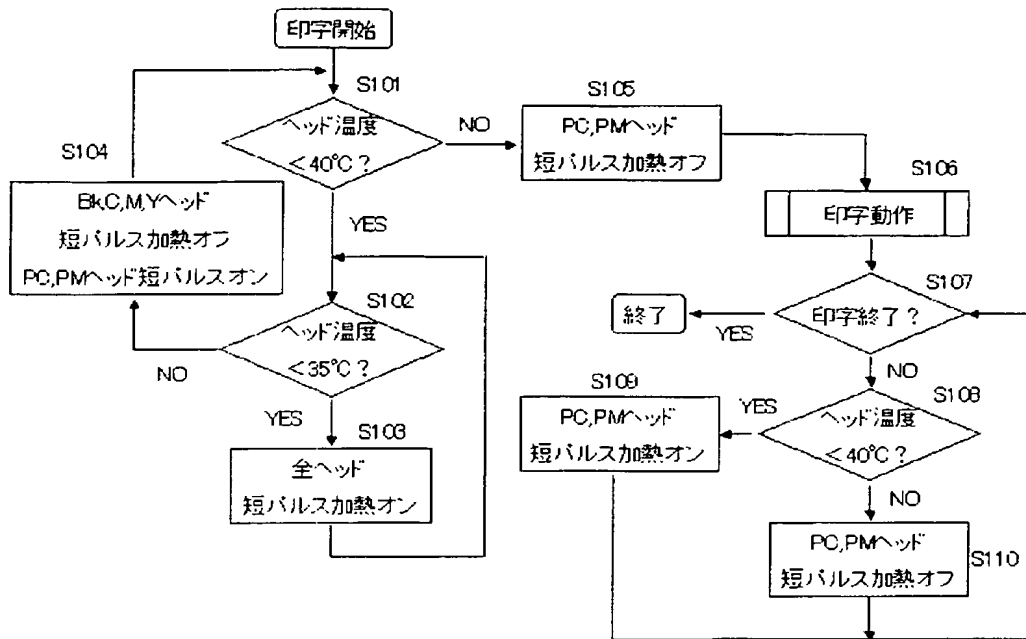 印字開始
S101
ヘッド温度
＜40℃？
YES
NO
S102
ヘッド温度
＜35℃？
NO
YES
S103
全ヘッド
短パルス加熱オン
S104
Bk,C,M,Yヘッド
短パルス加熱オフ
PC,PMヘッド短パルスオン
S105
PC,PMヘッド
短パルス加熱オフ
S106
印字動作
S107
印字終了？
YES
終了
NO
S108
ヘッド温度
＜40℃？
YES
S109
PC,PMヘッド
短パルス加熱オン
NO
PC,PMヘッド
短パルス加熱オフ
S110